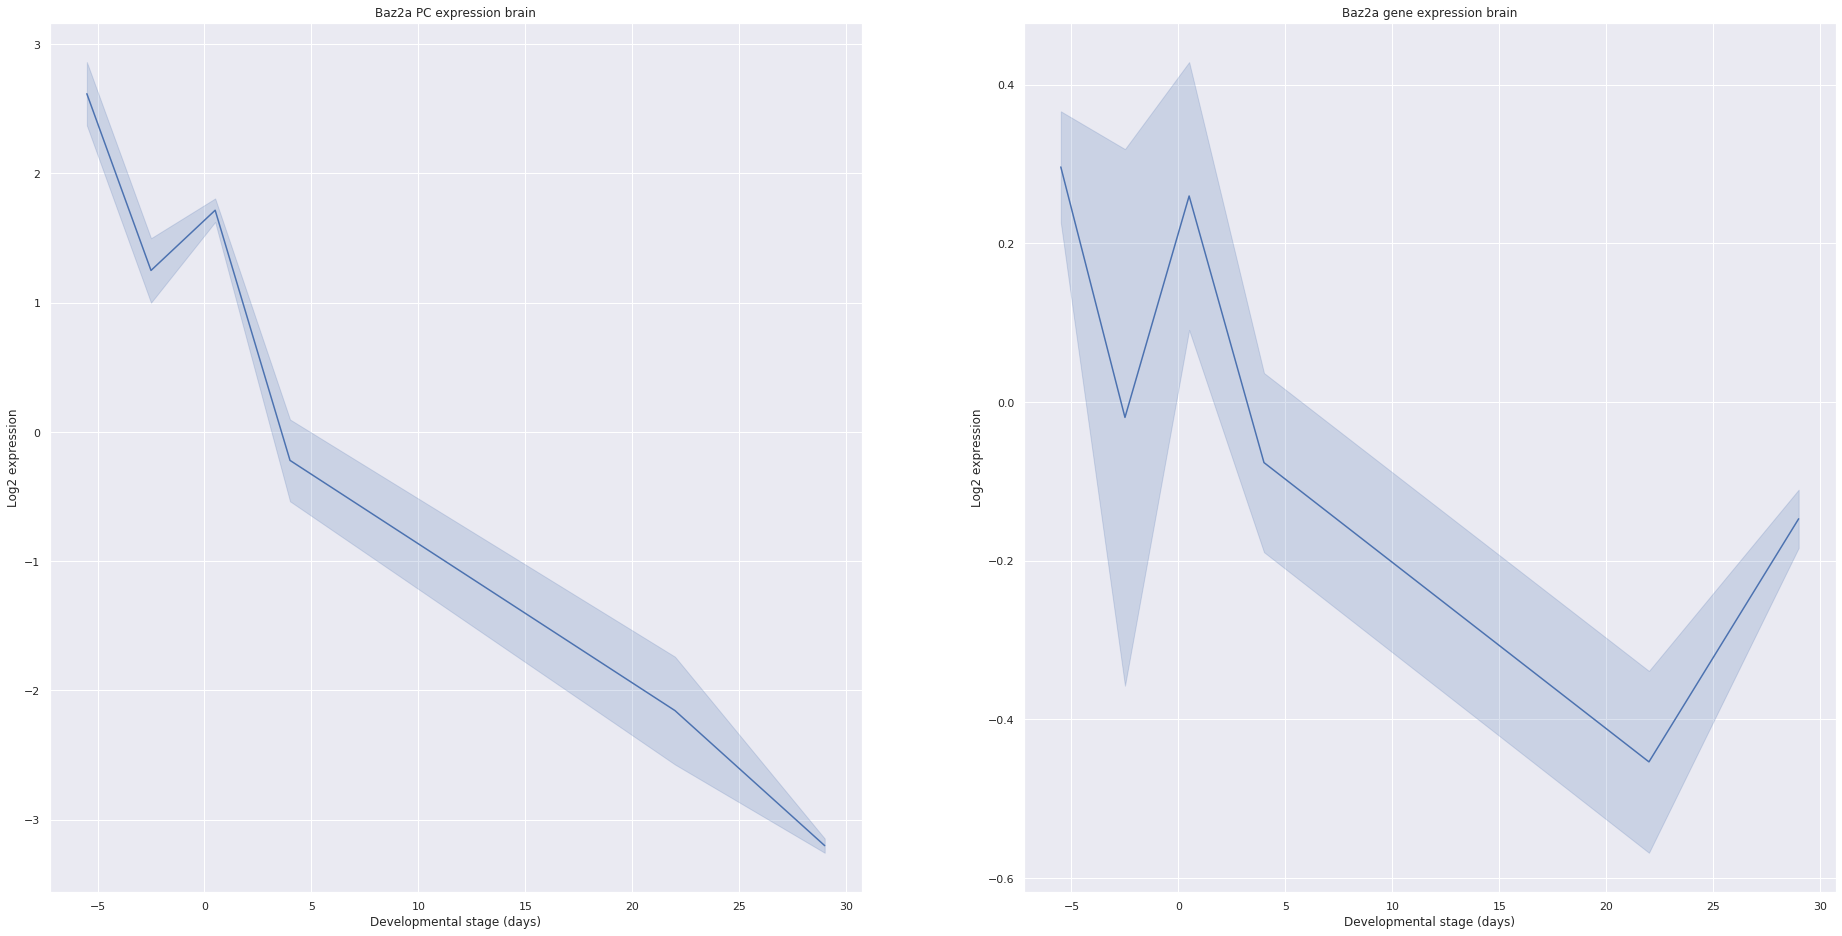 Baz2a PC expression brain
3
2
1
0
−1
−2
−3
Log2 expression
−5 0 5 10 15 20 25 30
Developmental stage (days)
Baz2a gene expression brain
0.4
0.2
0.0
−0.2
−0.4
−0.6
Log2 expression
−5 0 5 10 15 20 25 30
Developmental stage (days)